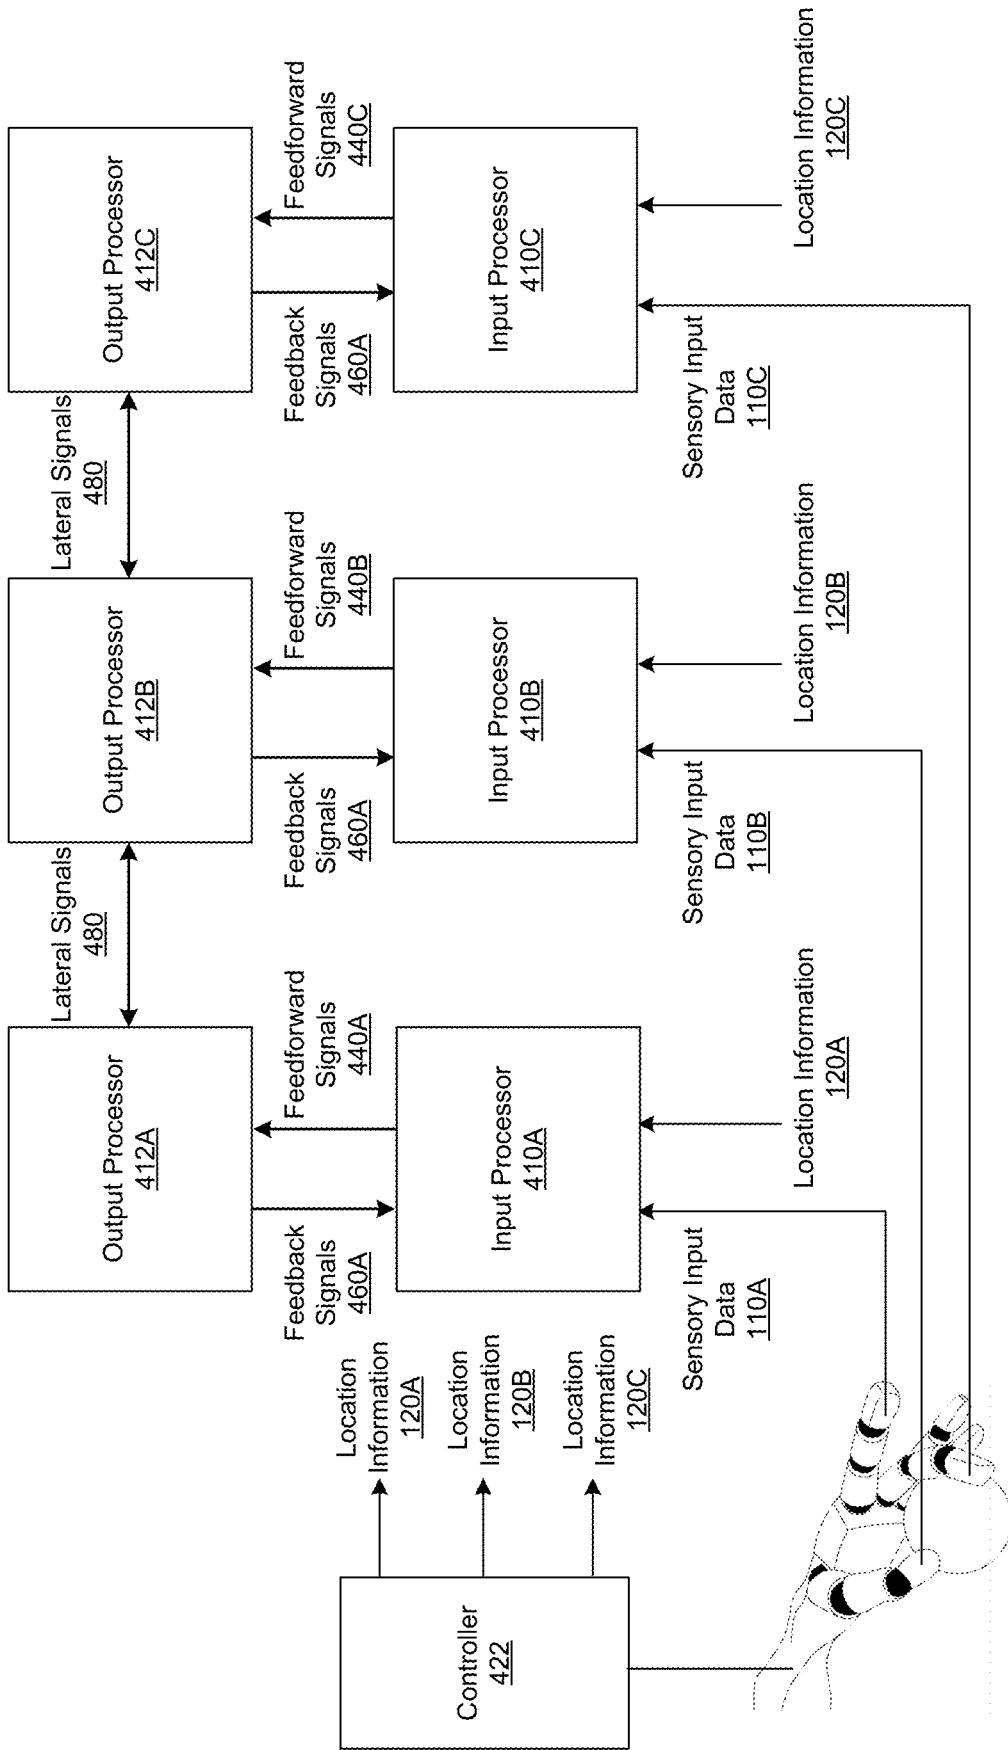 Output Processor
412A
Lateral Signals
480
Output Processor
412B
Lateral Signals
480
Output Processor
412C
Feedback
Signals
460A
Feedforward
Signals
440A
Feedback
Signals
460A
Feedforward
Signals
440B
Feedback
Signals
460A
Feedforward
Signals
440C
Controller
422
Location
Information
120A
Location
Information
120B
Location
Information
120C
Input Processor
410A
Input Processor
410B
Input Processor
410C
Sensory Input
Data
110A
Location Information
120A
Sensory Input
Data
110B
Location Information
120B
Sensory Input
Data
110C
Location Information
120C